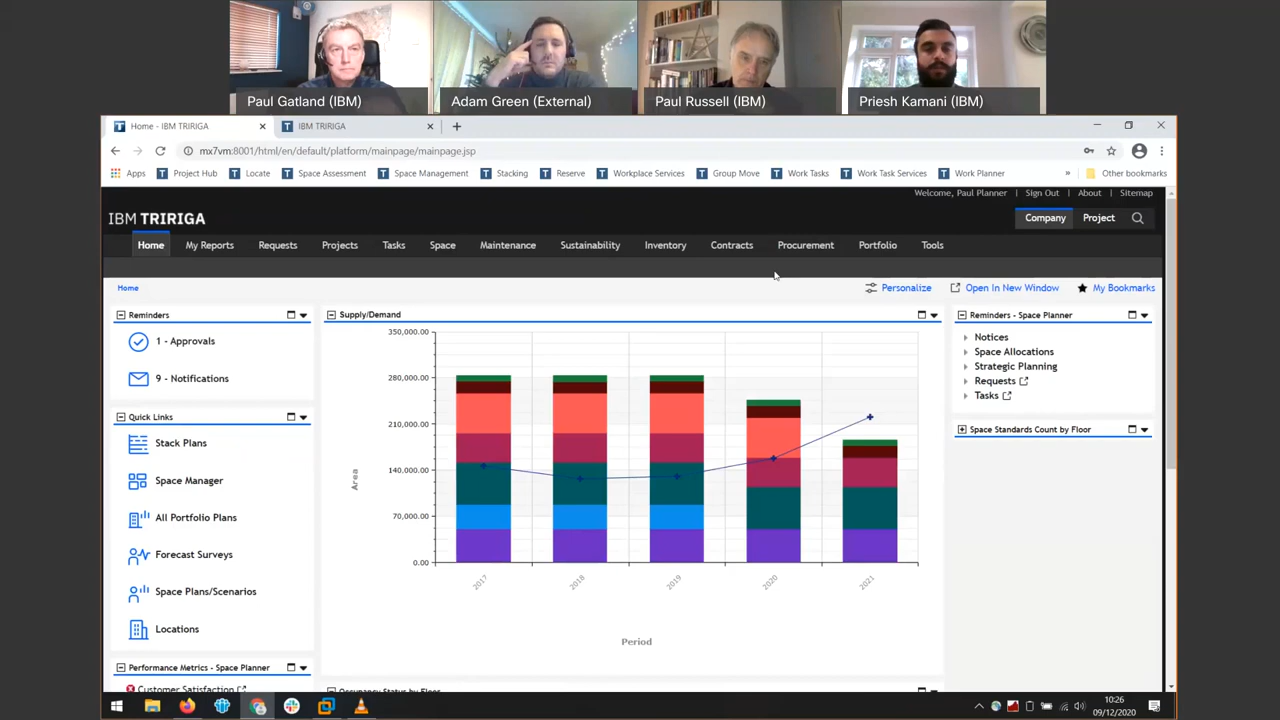 Paul Gatland (IBM)
Adam Green (External)
Paul Russell (IBM)
Priesh Kamani (IBM)
Home - IBM TRIRIGA
IBM TRIRIGA
mx7vm:8001/html/en/default/platform/mainpage/mainpage.jsp
Apps Project Hub Locate Space Assessment Space Management Stacking Reserve Workplace Services Group Move Work Tasks Work Task Services Work Planner » Other bookmarks
Welcome, Paul Planner Sign Out About Sitemap
IBM TRIRIGA
Company Project
Home My Reports Requests Projects Tasks Space Maintenance Sustainability Inventory Contracts Procurement Portfolio Tools
Home
Personalize Open In New Window My Bookmarks
Reminders
1 - Approvals
9 - Notifications
Quick Links
Stack Plans
Space Manager
All Portfolio Plans
Forecast Surveys
Space Plans/Scenarios
Locations
Performance Metrics - Space Planner
Customer Satisfaction
Supply/Demand
350,000.00
280,000.00
210,000.00
140,000.00
70,000.00
0.00
Area
2017
2018
2019
2020
2021
Period
Occupancy Status by Floor
Reminders - Space Planner
Notices
Space Allocations
Strategic Planning
Requests
Tasks
Space Standards Count by Floor
10:26
09/12/2020